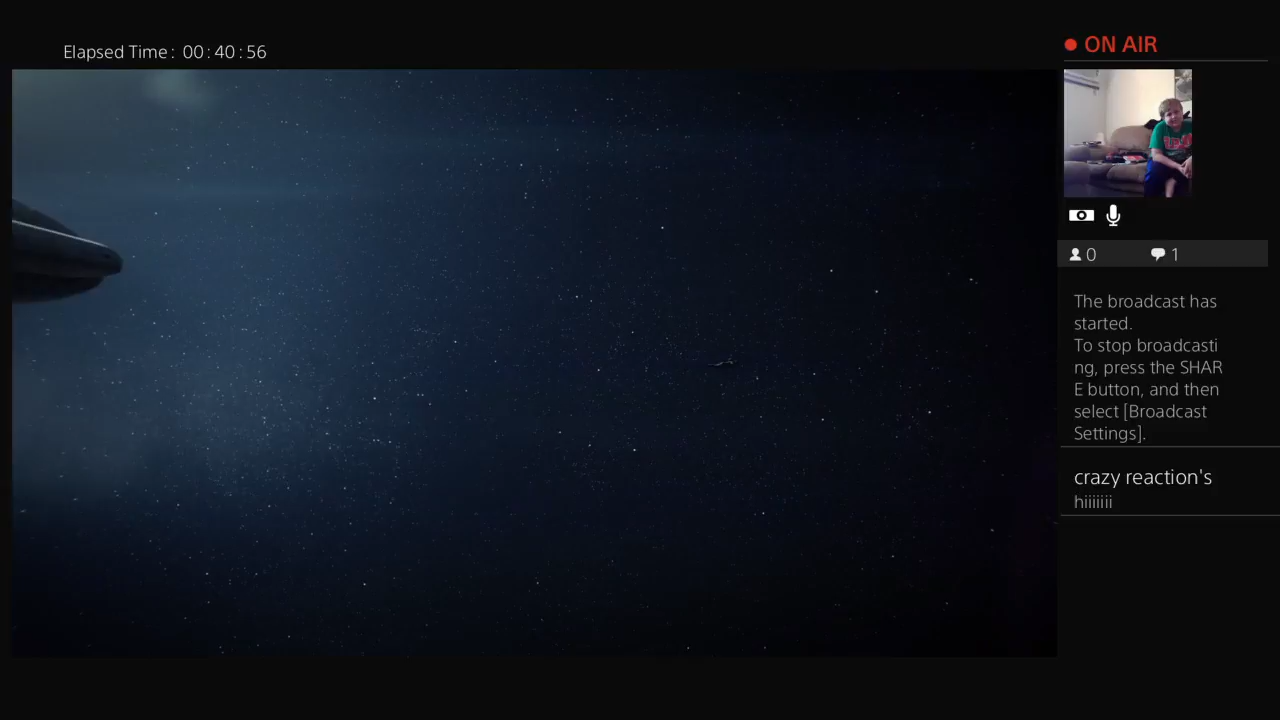 Elapsed Time: 00:40:56
ON AIR
0
1
The broadcast has
started.
To stop broadcasti
ng, press the SHAR
E button, and then
select [Broadcast
Settings].
crazy reaction's
hiiiiiii